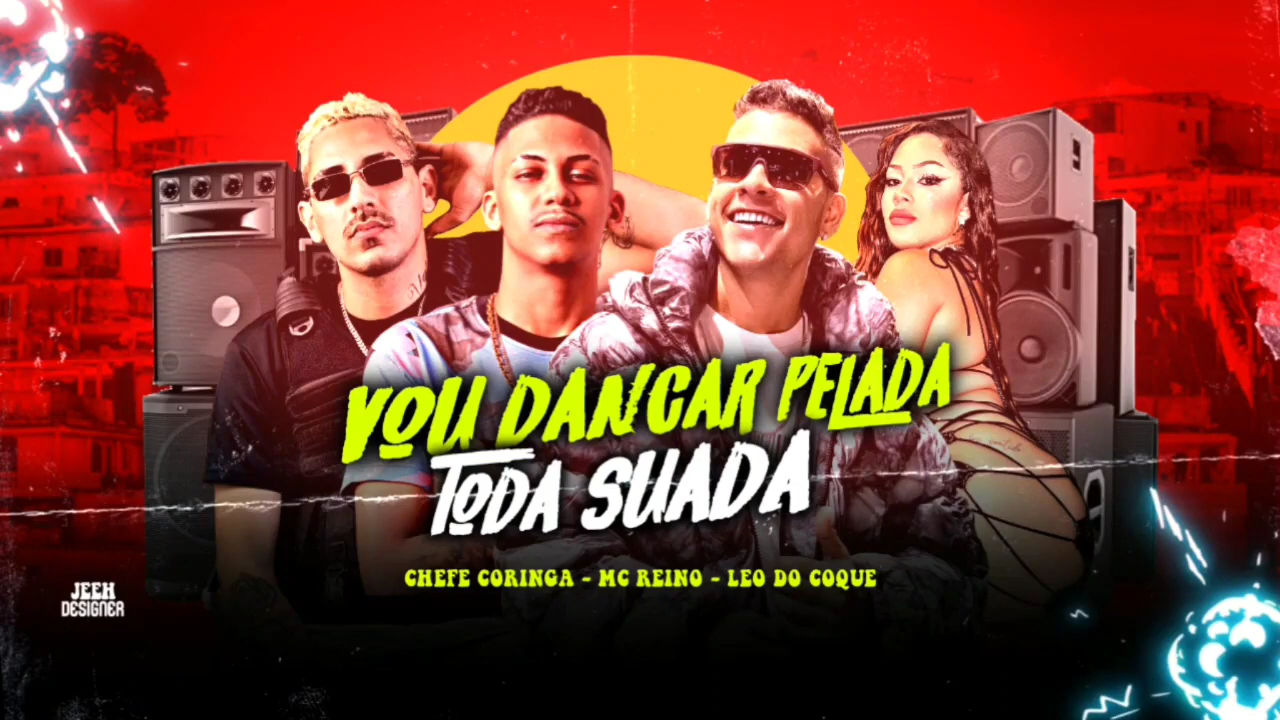 VOU DANCAR PELADA
TODA SUADA
CHEFE CORINGA - MC REINO - LEO DO COQUE
JEEH
DESIGNER